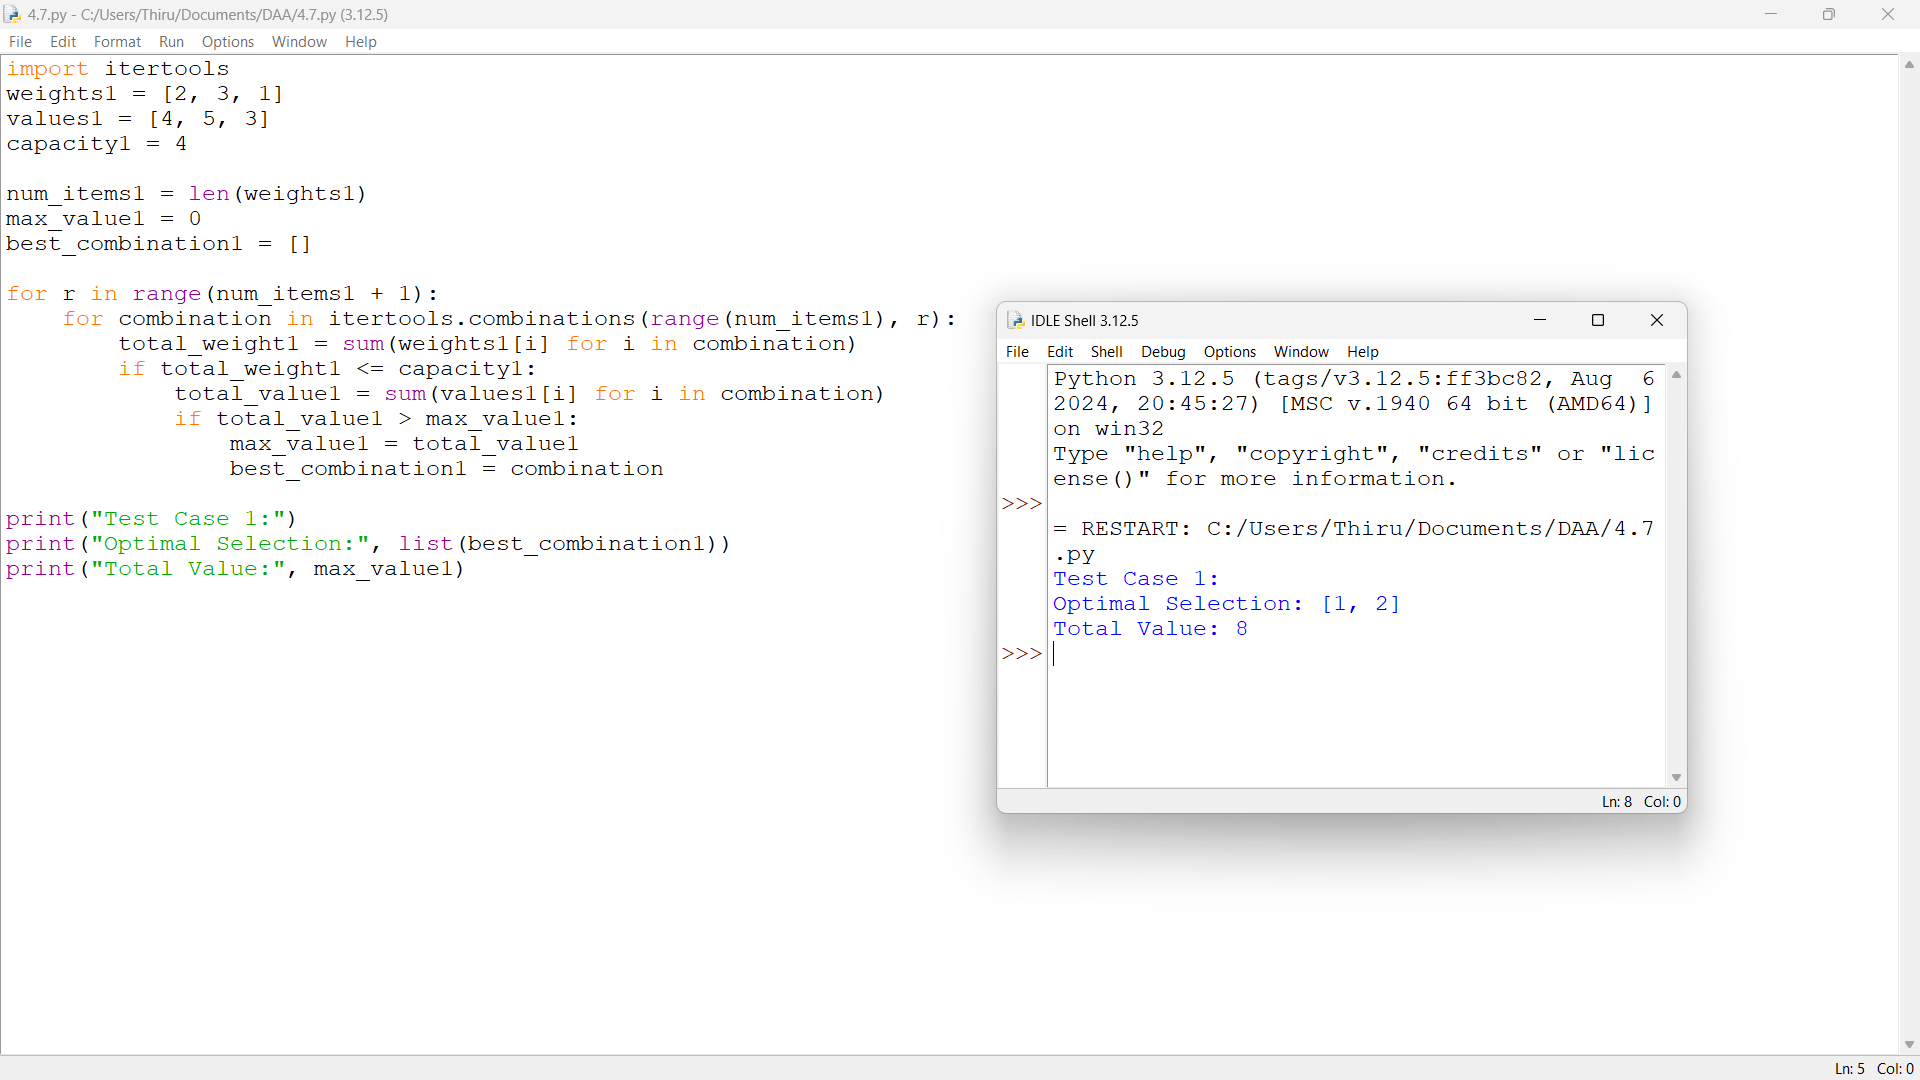 4.7.py - C:/Users/Thiru/Documents/DAA/4.7.py (3.12.5)
File Edit Format Run Options Window Help
import itertools
weights1 = [2, 3, 1]
values1 = [4, 5, 3]
capacity1 = 4
num_items1 = len(weights1)
max_value1 = 0
best_combination1 = []
for r in range(num_items1 + 1):
    for combination in itertools.combinations(range(num_items1), r):
        total_weight1 = sum(weights1[i] for i in combination)
        if total_weight1 <= capacity1:
            total_value1 = sum(values1[i] for i in combination)
            if total_value1 > max_value1:
                max_value1 = total_value1
                best_combination1 = combination
print("Test Case 1:")
print("Optimal Selection:", list(best_combination1))
print("Total Value:", max_value1)
IDLE Shell 3.12.5
File Edit Shell Debug Options Window Help
Python 3.12.5 (tags/v3.12.5:ff3bc82, Aug  6
2024, 20:45:27) [MSC v.1940 64 bit (AMD64)]
on win32
Type "help", "copyright", "credits" or "lic
ense()" for more information.
>>>
= RESTART: C:/Users/Thiru/Documents/DAA/4.7
.py
Test Case 1:
Optimal Selection: [1, 2]
Total Value: 8
>>>
Ln: 8 Col: 0
Ln: 5 Col: 0